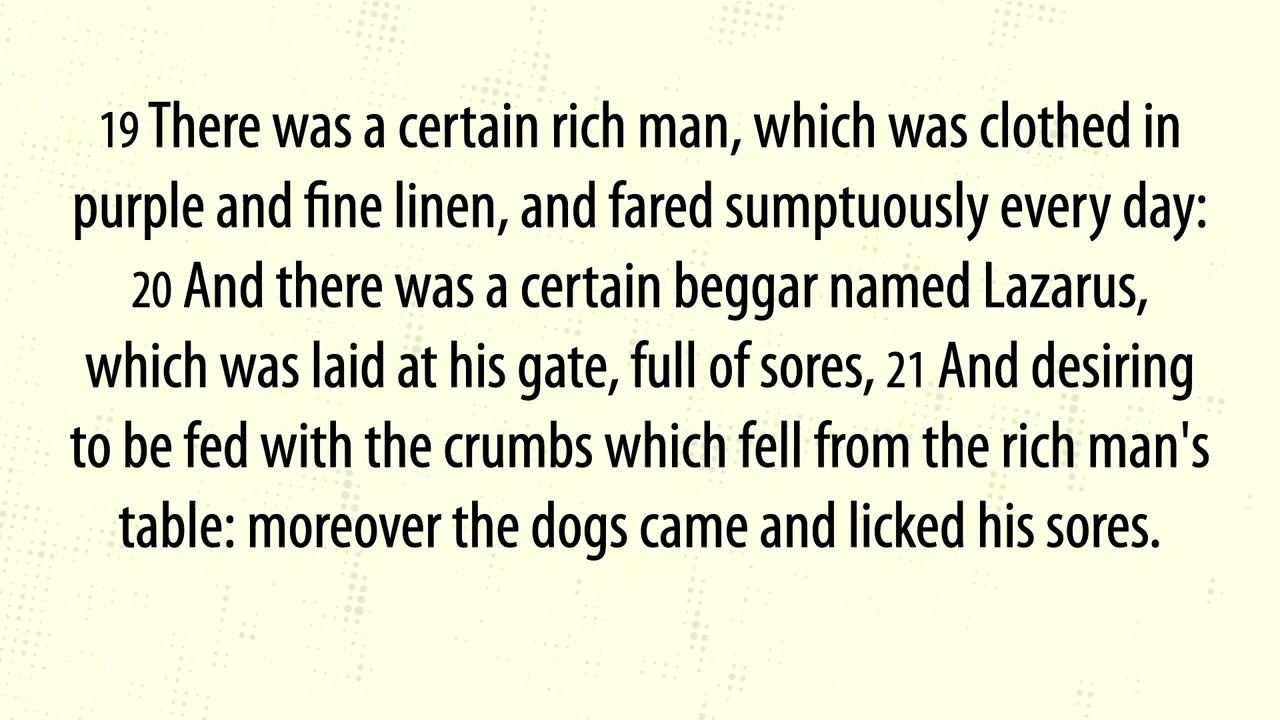 19 There was a certain rich man, which was clothed in
purple and fine linen, and fared sumptuously every day:
20 And there was a certain beggar named Lazarus,
which was laid at his gate, full of sores, 21 And desiring
to be fed with the crumbs which fell from the rich man's
table: moreover the dogs came and licked his sores.